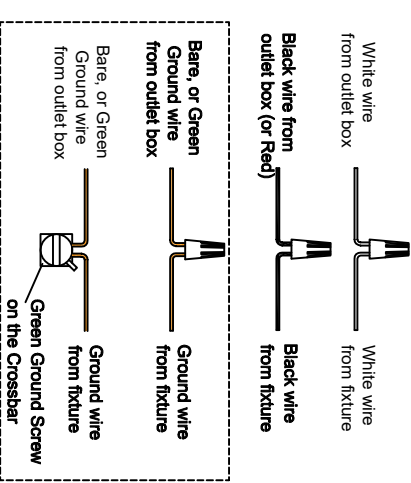 White wire
from outlet box
White wire
from fixture
Black wire from
outlet box (or Red)
Black wire
from fixture
Bare, or Green
Ground wire
from outlet box
Ground wire
from fixture
Bare, or Green
Ground wire
from outlet box
Ground wire
from fixture
Green Ground Screw
on the Crossbar